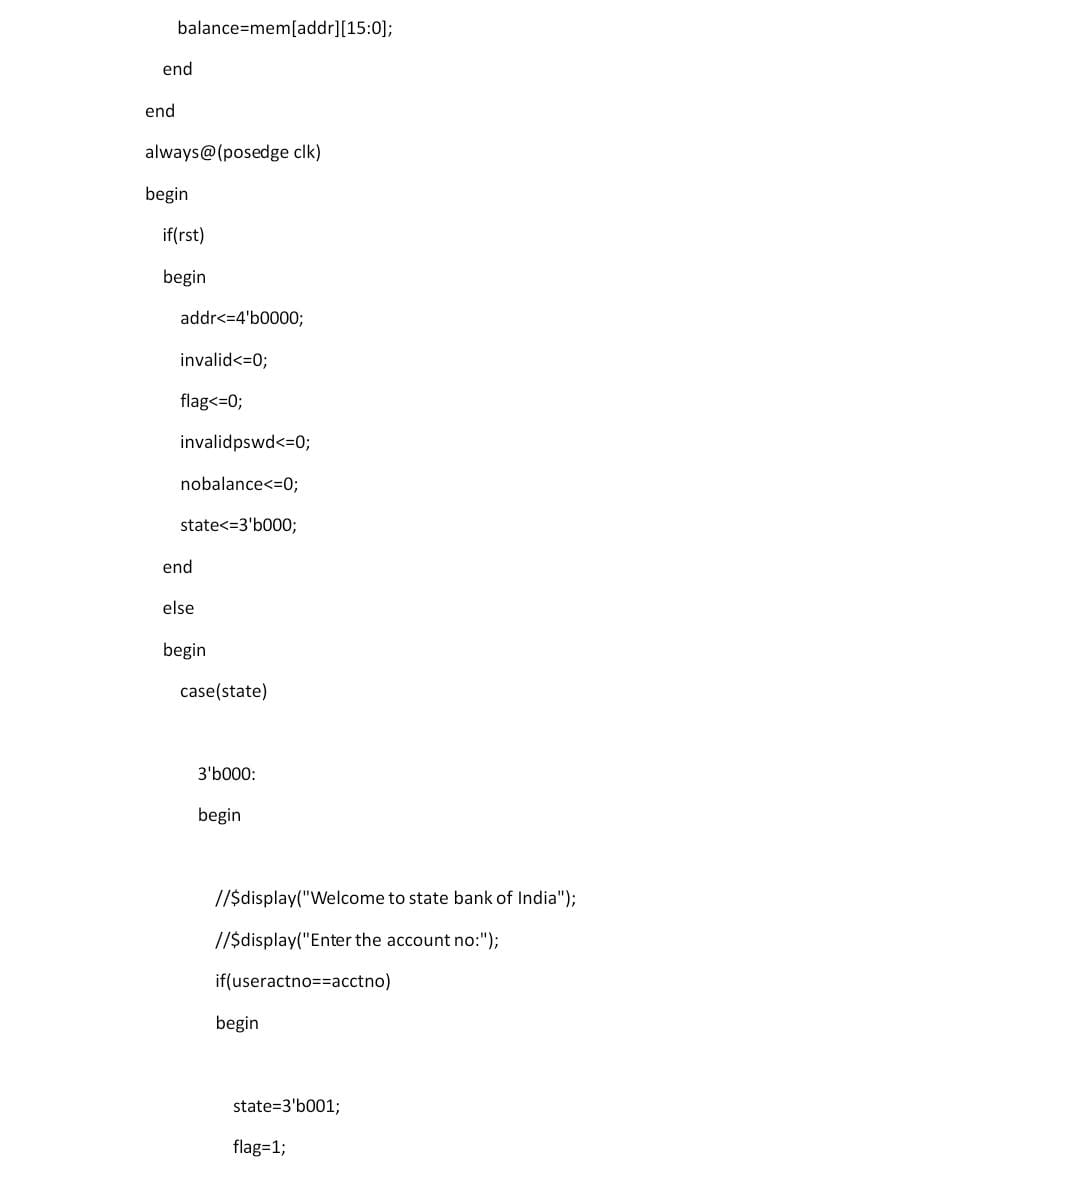 balance=mem[addr][15:0];
end
end
always@(posedge clk)
begin
if(rst)
begin
addr<=4'b0000;
invalid<=0;
flag<=0;
invalidpswd<=0;
nobalance<=0;
state<=3'b000;
end
else
begin
case(state)
3'b000:
begin
//$display("Welcome to state bank of India");
//$display("Enter the account no:");
if(useractno==acctno)
begin
state=3'b001;
flag=1;